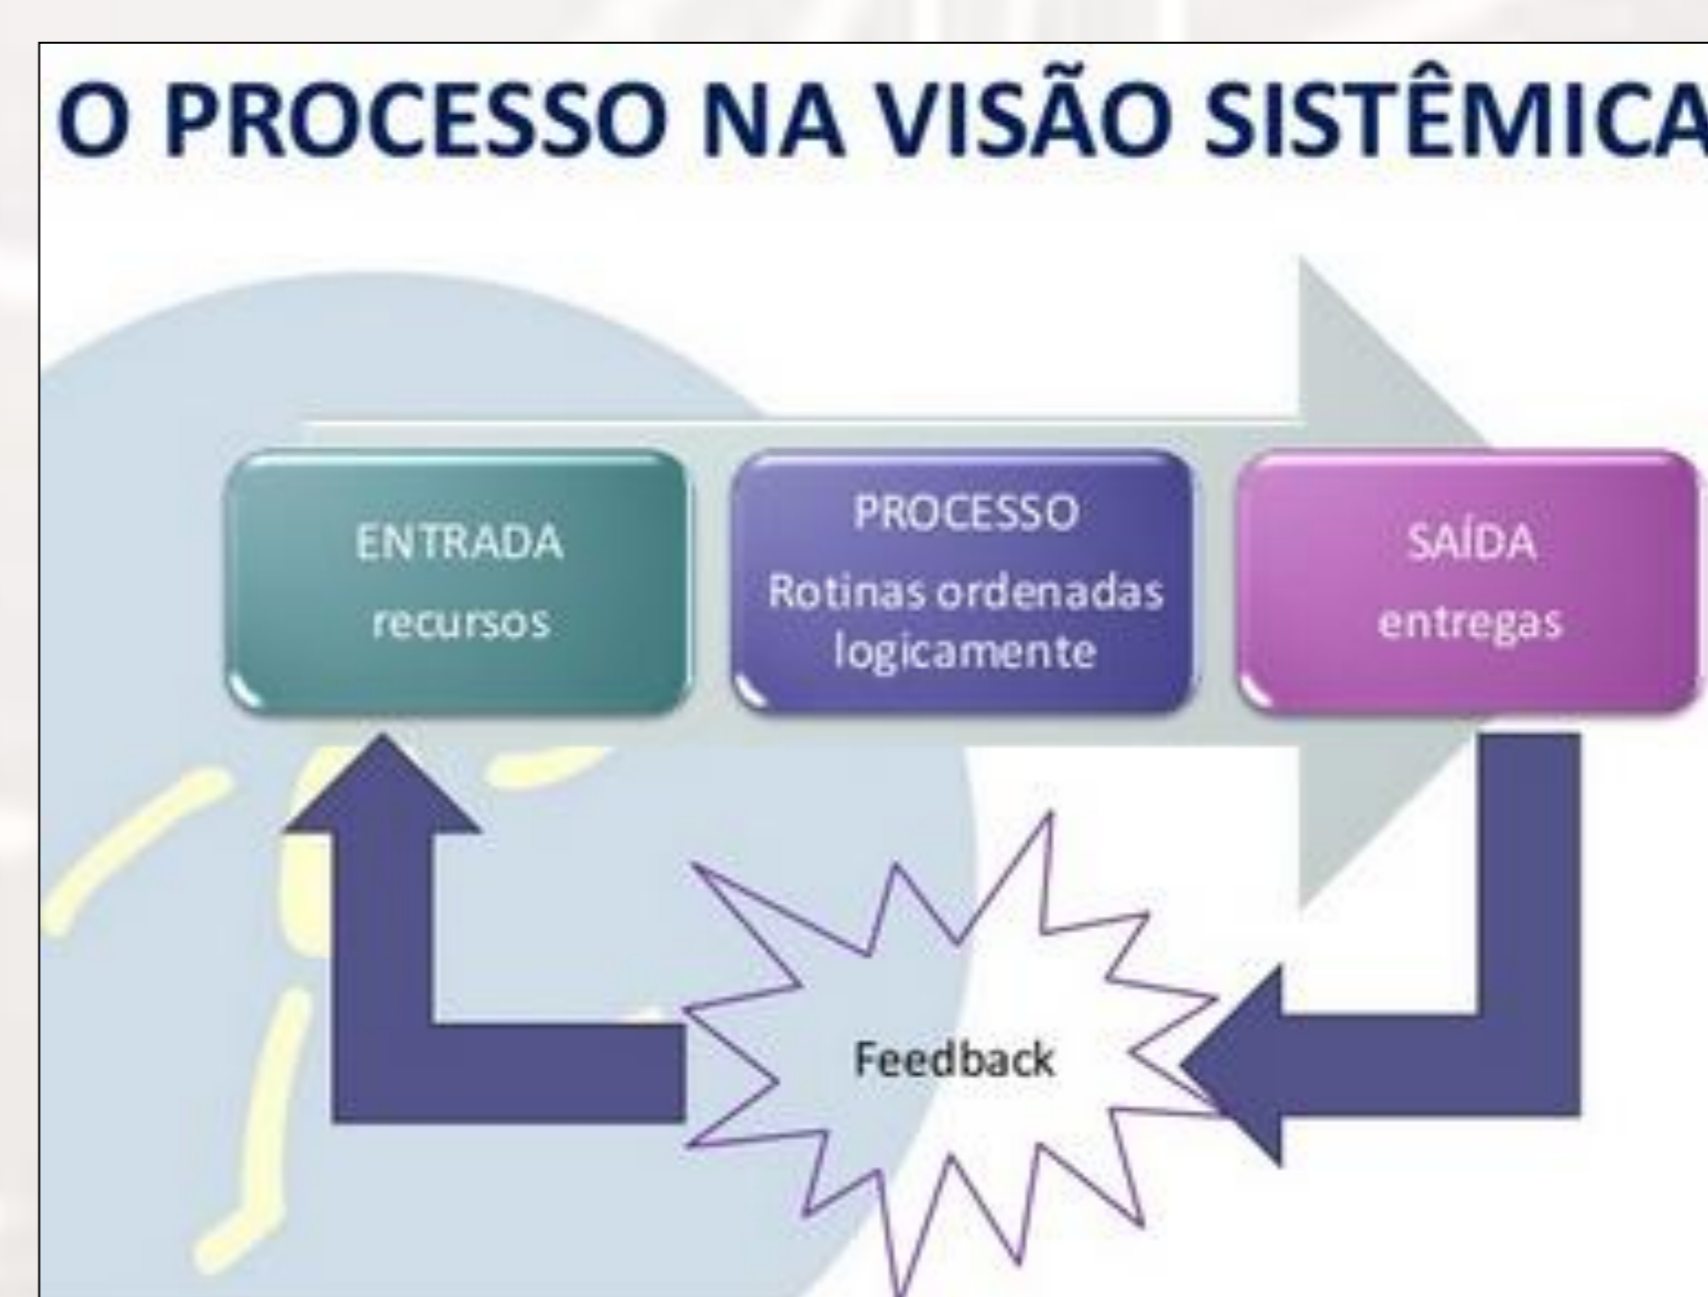 O PROCESSO NA VISÃO SISTÊMICA
ENTRADA
recursos
PROCESSO
Rotinas ordenadas
logicamente
SAÍDA
entregas
Feedback